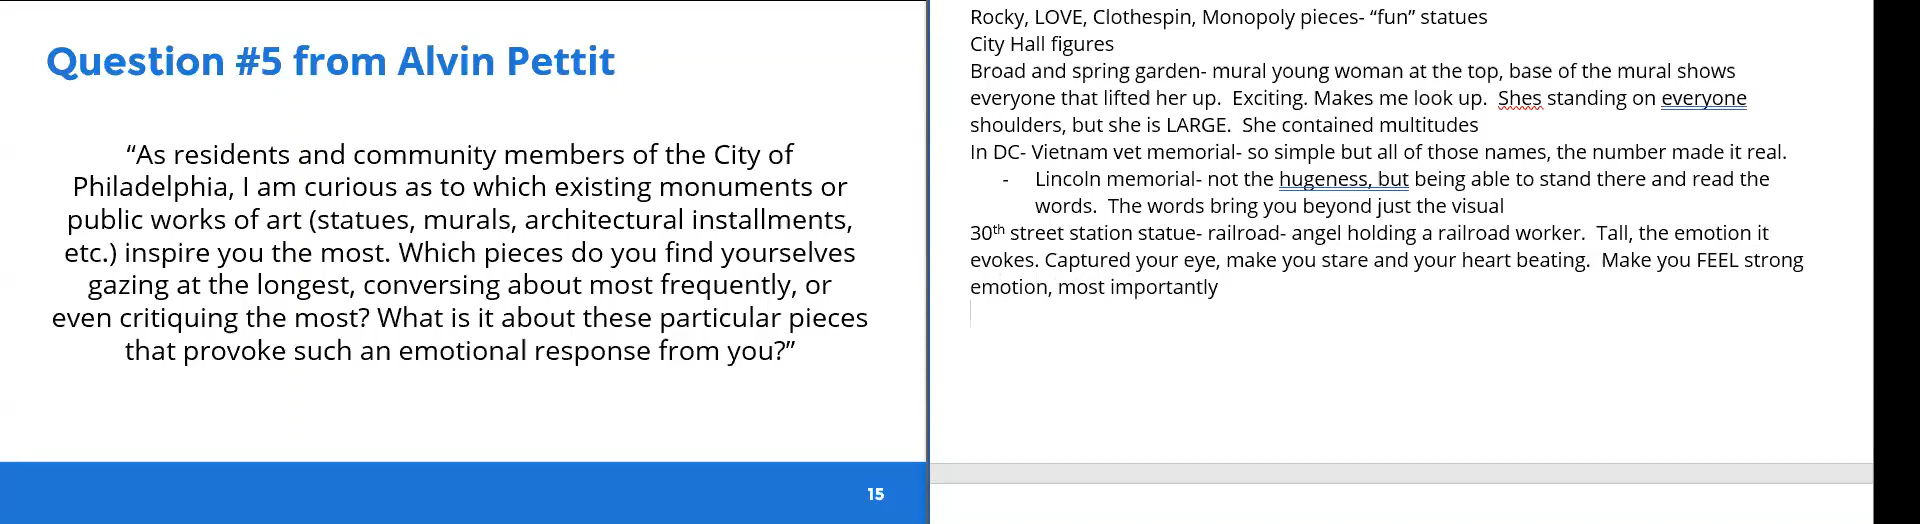 Question #5 from Alvin Pettit
“As residents and community members of the City of
Philadelphia, I am curious as to which existing monuments or
public works of art (statues, murals, architectural installments,
etc.) inspire you the most. Which pieces do you find yourselves
gazing at the longest, conversing about most frequently, or
even critiquing the most? What is it about these particular pieces
that provoke such an emotional response from you?”
15
Rocky, LOVE, Clothespin, Monopoly pieces- “fun” statues
City Hall figures
Broad and spring garden- mural young woman at the top, base of the mural shows
everyone that lifted her up.  Exciting. Makes me look up.  Shes standing on everyone
shoulders, but she is LARGE.  She contained multitudes
In DC- Vietnam vet memorial- so simple but all of those names, the number made it real.
- Lincoln memorial- not the hugeness, but being able to stand there and read the
words.  The words bring you beyond just the visual
30th street station statue- railroad- angel holding a railroad worker.  Tall, the emotion it
evokes. Captured your eye, make you stare and your heart beating.  Make you FEEL strong
emotion, most importantly